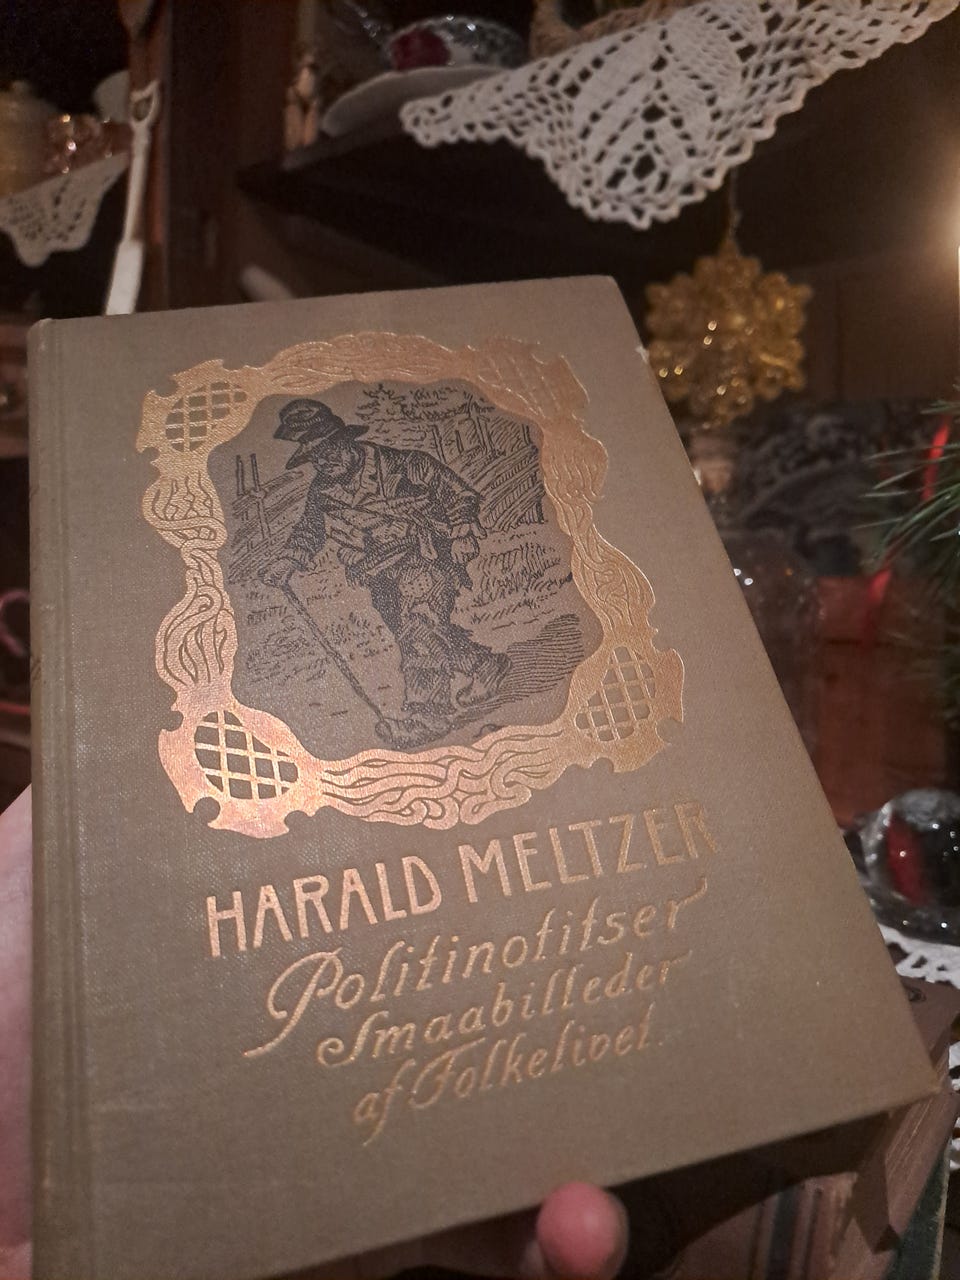 HARALD MELTZER
Politinotitser
Smaabilleder
af Folkelivet.